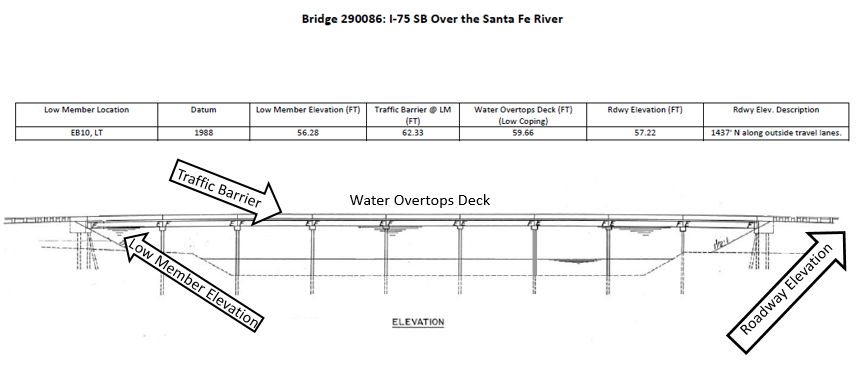 Bridge 290086: I-75 SB Over the Santa Fe River
Low Member Location Datum Low Member Elevation (FT) Traffic Barrier @ LM (FT) Water Overtops Deck (FT) (Low Coping) Rdwy Elevation (FT) Rdwy Elev. Description
EB10, LT 1988 56.28 62.33 59.66 57.22 1437' N along outside travel lanes.
Traffic Barrier
Water Overtops Deck
Low Member Elevation
Roadway Elevation
ELEVATION